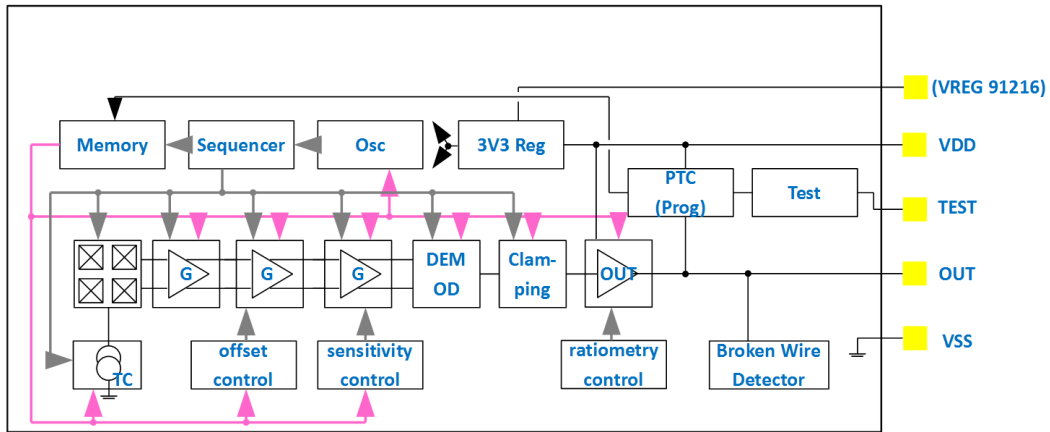 (VREG 91216)
Memory
Sequencer
Osc
3V3 Reg
VDD
PTC
(Prog)
Test
TEST
G
G
G
DEM
OD
Clam-
ping
OUT
OUT
TC
offset
control
sensitivity
control
ratiometry
control
Broken Wire
Detector
VSS